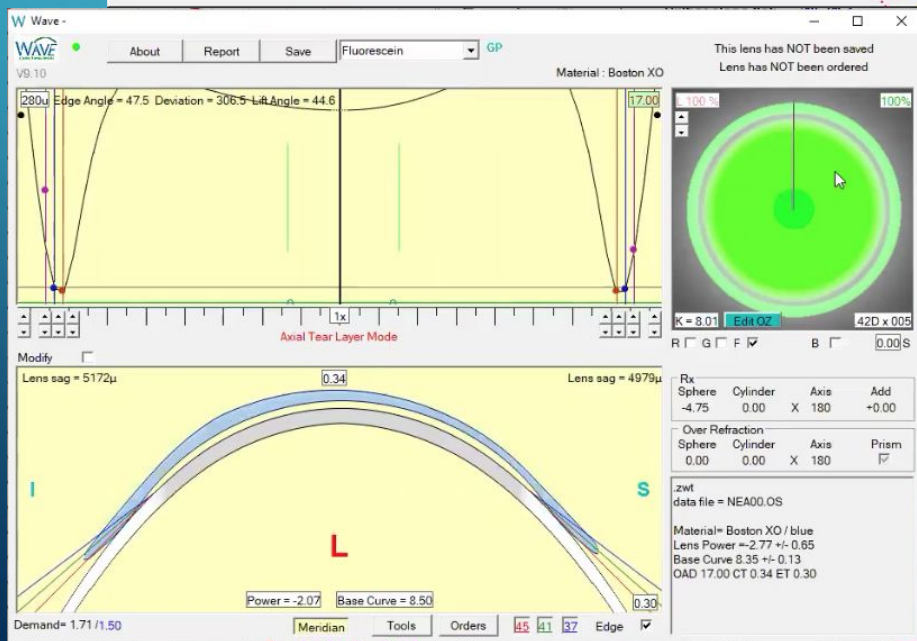 W Wave -
WAVE
About Report Save Fluorescein GP
V9.10
Material : Boston XO
This lens has NOT been saved
Lens has NOT been ordered
280u Edge Angle = 47.5 Deviation = 306.5 Lift Angle = 44.6 17.00
L 100 % 100%
1x
Axial Tear Layer Mode
K = 8.01 Edit OZ .42D x 005
R G F B 0.00 S
Modify
Lens sag = 5172µ 0.34 Lens sag = 4979µ
I S
L
Power = -2.07 Base Curve = 8.50 0.30
Demand= 1.71 /1.50 Meridian Tools Orders 45 41 37 Edge
Rx
Sphere Cylinder Axis Add
-4.75 0.00 X 180 +0.00
Over Refraction
Sphere Cylinder Axis Prism
0.00 0.00 X 180
.zwt
data file = NEA00.OS
Material= Boston XO / blue
Lens Power =-2.77 +/- 0.65
Base Curve 8.35 +/- 0.13
OAD 17.00 CT 0.34 ET 0.30